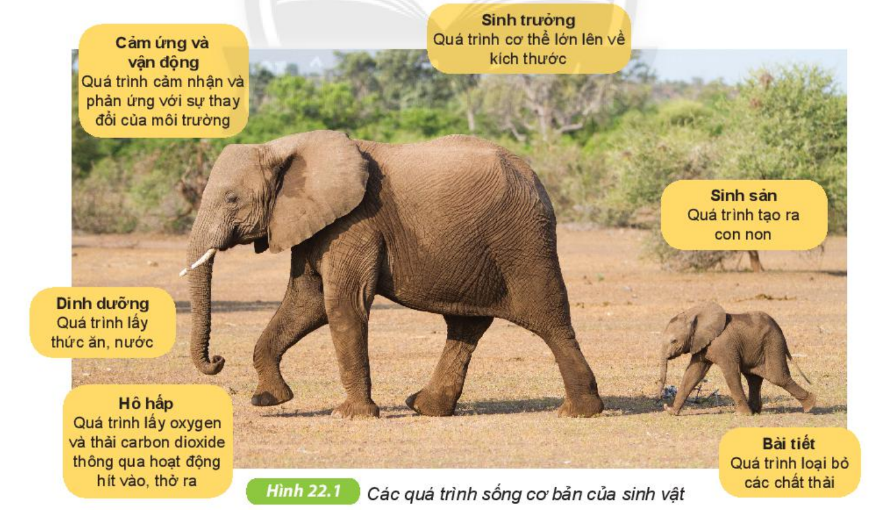 Sinh trưởng
Quá trình cơ thể lớn lên về
kích thước
Cảm ứng và
vận động
Quá trình cảm nhận và
phản ứng với sự thay
đổi của môi trường
Sinh sản
Quá trình tạo ra
con non
Dinh dưỡng
Quá trình lấy
thức ăn, nước
Hô hấp
Quá trình lấy oxygen
và thải carbon dioxide
thông qua hoạt động
hít vào, thở ra
Bài tiết
Quá trình loại bỏ
các chất thải
Hình 22.1 Các quá trình sống cơ bản của sinh vật